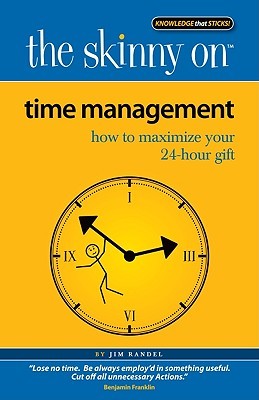 KNOWLEDGE that STICKS!
the skinny on™
time management
how to maximize your
24-hour gift
I
IX
III
VI
BY JIM RANDEL
"Lose no time. Be always employ'd in something useful.
Cut off all unnecessary Actions."
Benjamin Franklin